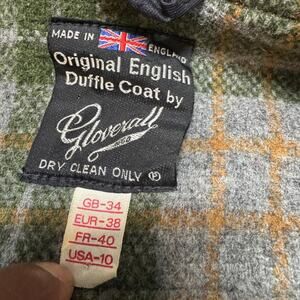 MADE IN ENGLAND
Original English
Duffle Coat by
Gloverall
DRY CLEAN ONLY Ⓟ
GB-34
EUR-38
FR-40
USA-10